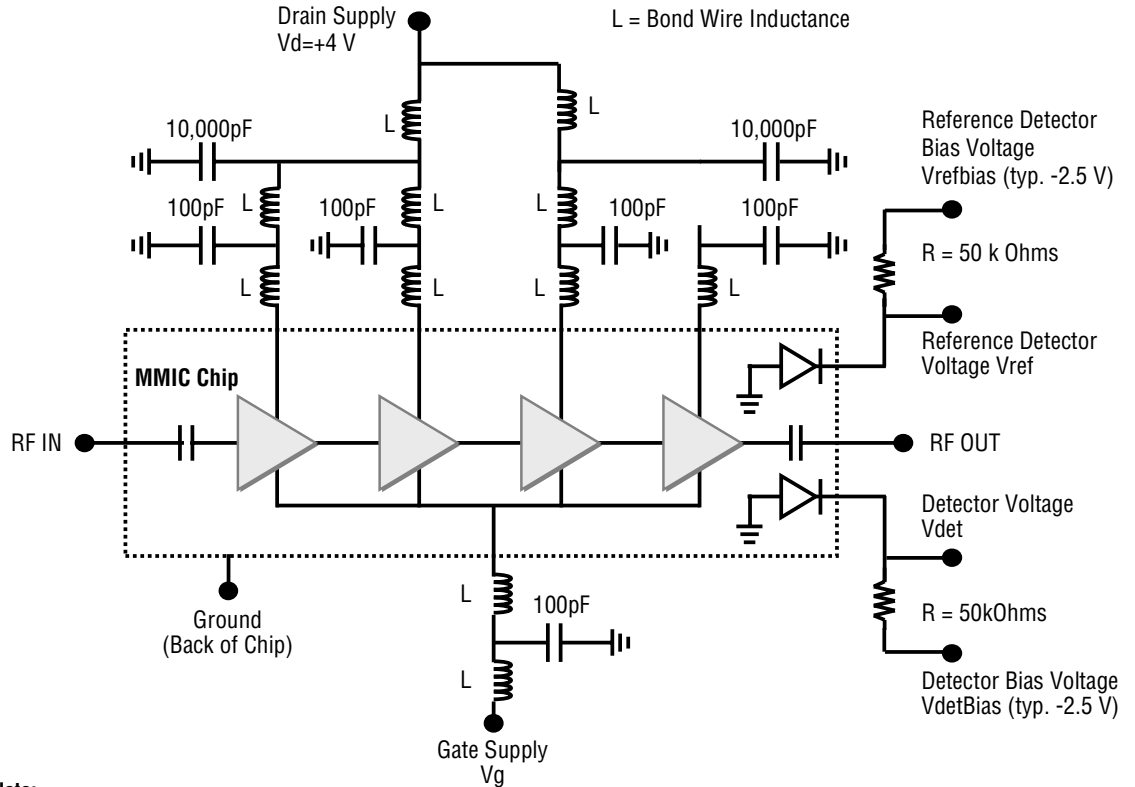 Drain Supply
Vd=+4 V
L = Bond Wire Inductance
L
L
10,000pF
10,000pF
Reference Detector
Bias Voltage
Vrefbias (typ. -2.5 V)
L
L
L
100pF
100pF
100pF
100pF
R = 50 k Ohms
L
L
L
L
Reference Detector
Voltage Vref
MMIC Chip
RF IN
RF OUT
Detector Voltage
Vdet
L
100pF
Ground
(Back of Chip)
R = 50kOhms
L
Detector Bias Voltage
VdetBias (typ. -2.5 V)
Gate Supply
Vg